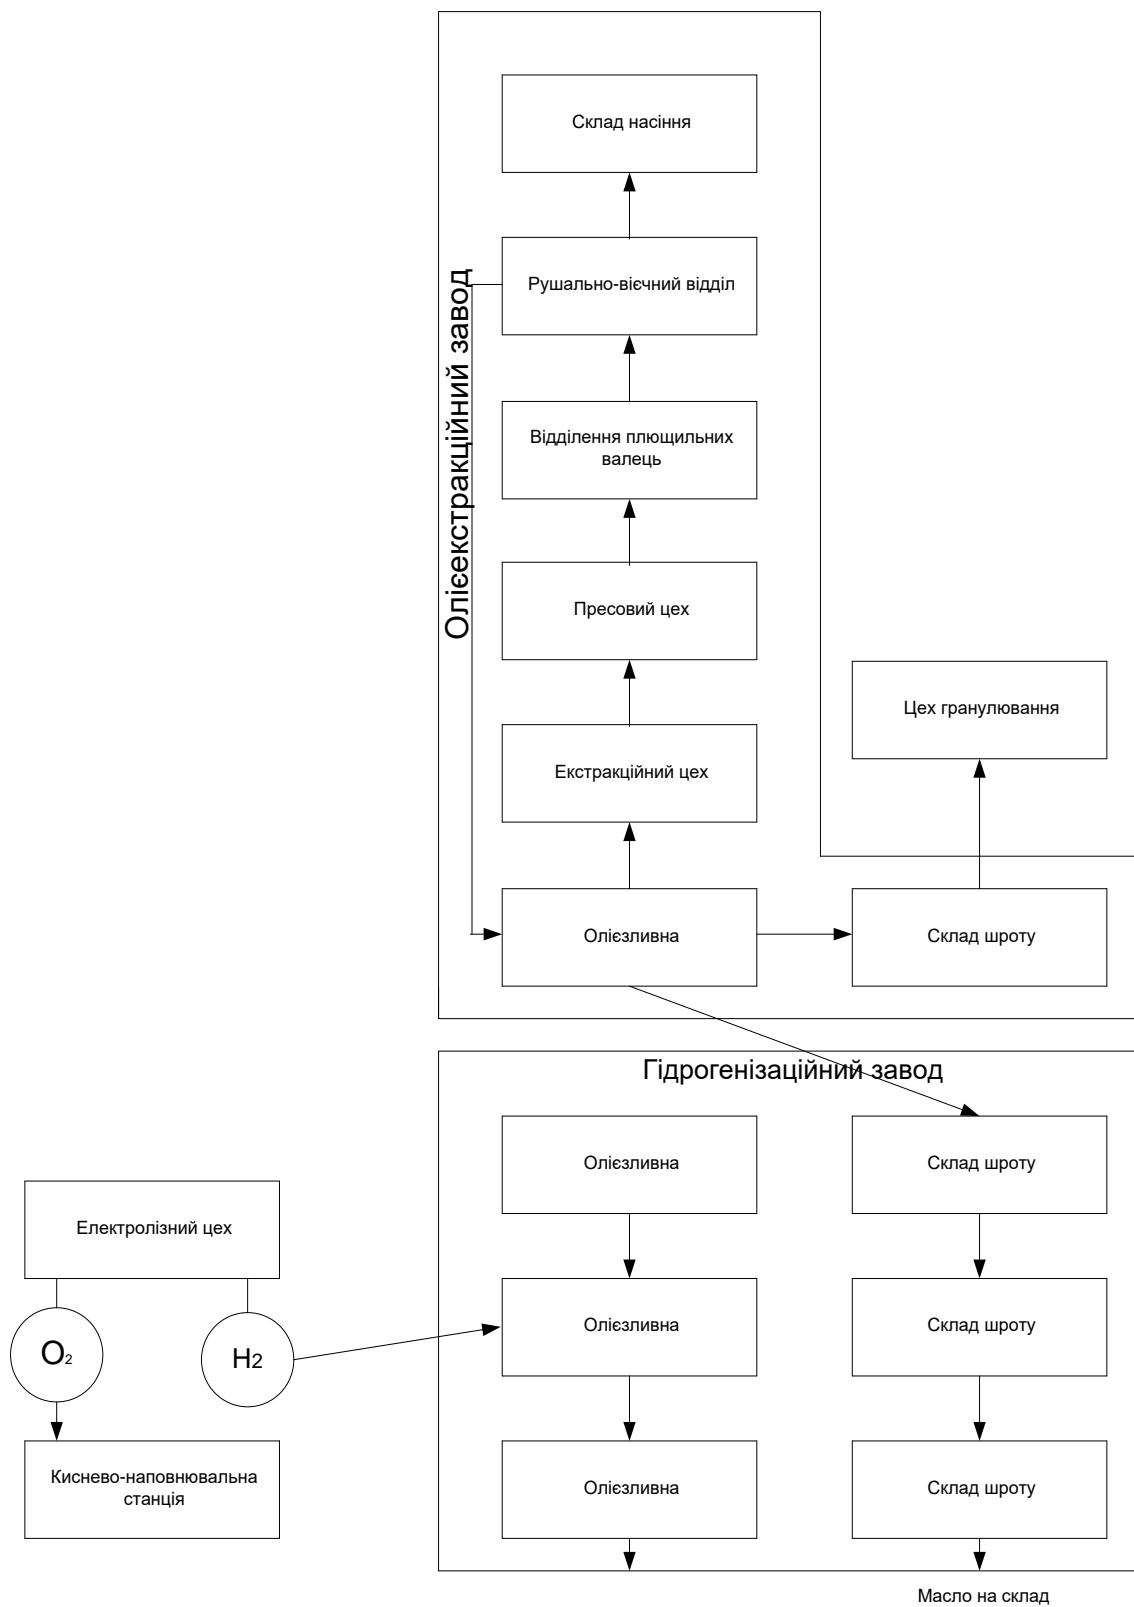 Олієекстракційний завод
Склад насіння
Рушально-вієчний відділ
Відділення плющильних
валець
Пресовий цех
Цех гранулювання
Екстракційний цех
Олієзливна
Склад шроту
Гідрогенізаційний завод
Олієзливна
Склад шроту
Електролізний цех
Олієзливна
Склад шроту
O2
H2
Киснево-наповнювальна
станція
Олієзливна
Склад шроту
Масло на склад